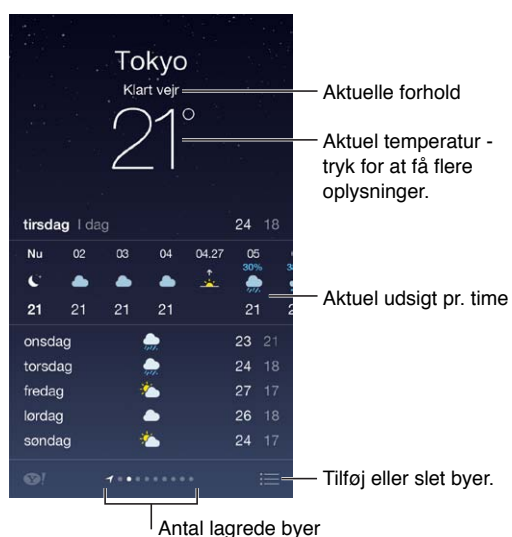 Tokyo
Klart vejr
Aktuelle forhold
21°
Aktuel temperatur -
tryk for at få flere
oplysninger.
tirsdag I dag 24 18
Nu 02 03 04 04.27 05
30% 3
21 21 21 21 21 2
Aktuel udsigt pr. time
onsdag 23 21
torsdag 24 18
fredag 27 17
lørdag 26 18
søndag 24 17
Y!
Tilføj eller slet byer.
Antal lagrede byer